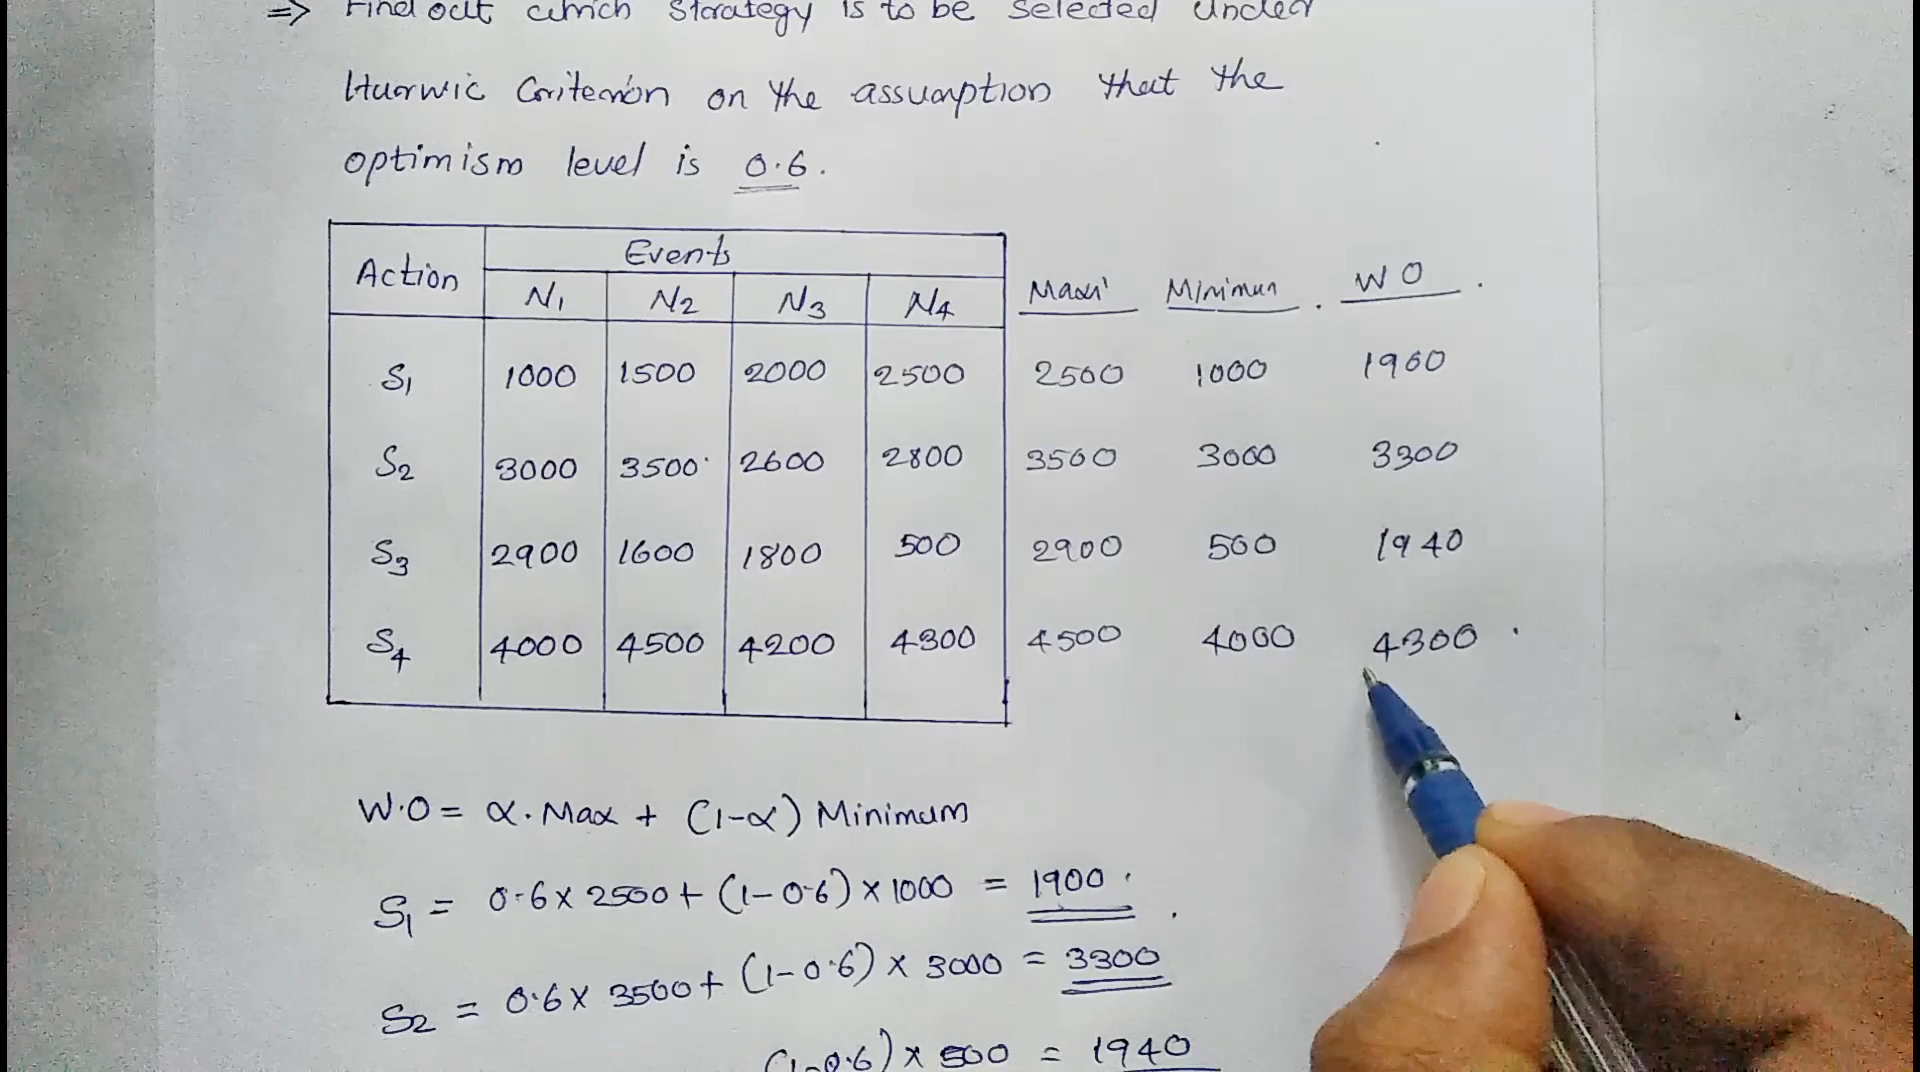 => Find out which Strategy is to be Selected Under
Hurwic Criterion on the assumption that the
optimism level is 0.6.
Action Events Maxi Minimun . W O .
N1 N2 N3 N4
S1 1000 1500 2000 2500 2500 1000 1900
S2 3000 3500 2600 2800 3500 3000 3300
S3 2900 1600 1800 500 2900 500 1940
S4 4000 4500 4200 4300 4500 4000 4300 .
W.O = α. Max + (1-α) Minimum
S1 = 0.6 x 2500 + (1-0.6) x 1000 = 1900.
S2 = 0.6 x 3500 + (1-0.6) x 3000 = 3300
(1-0.6) x 500 = 1940